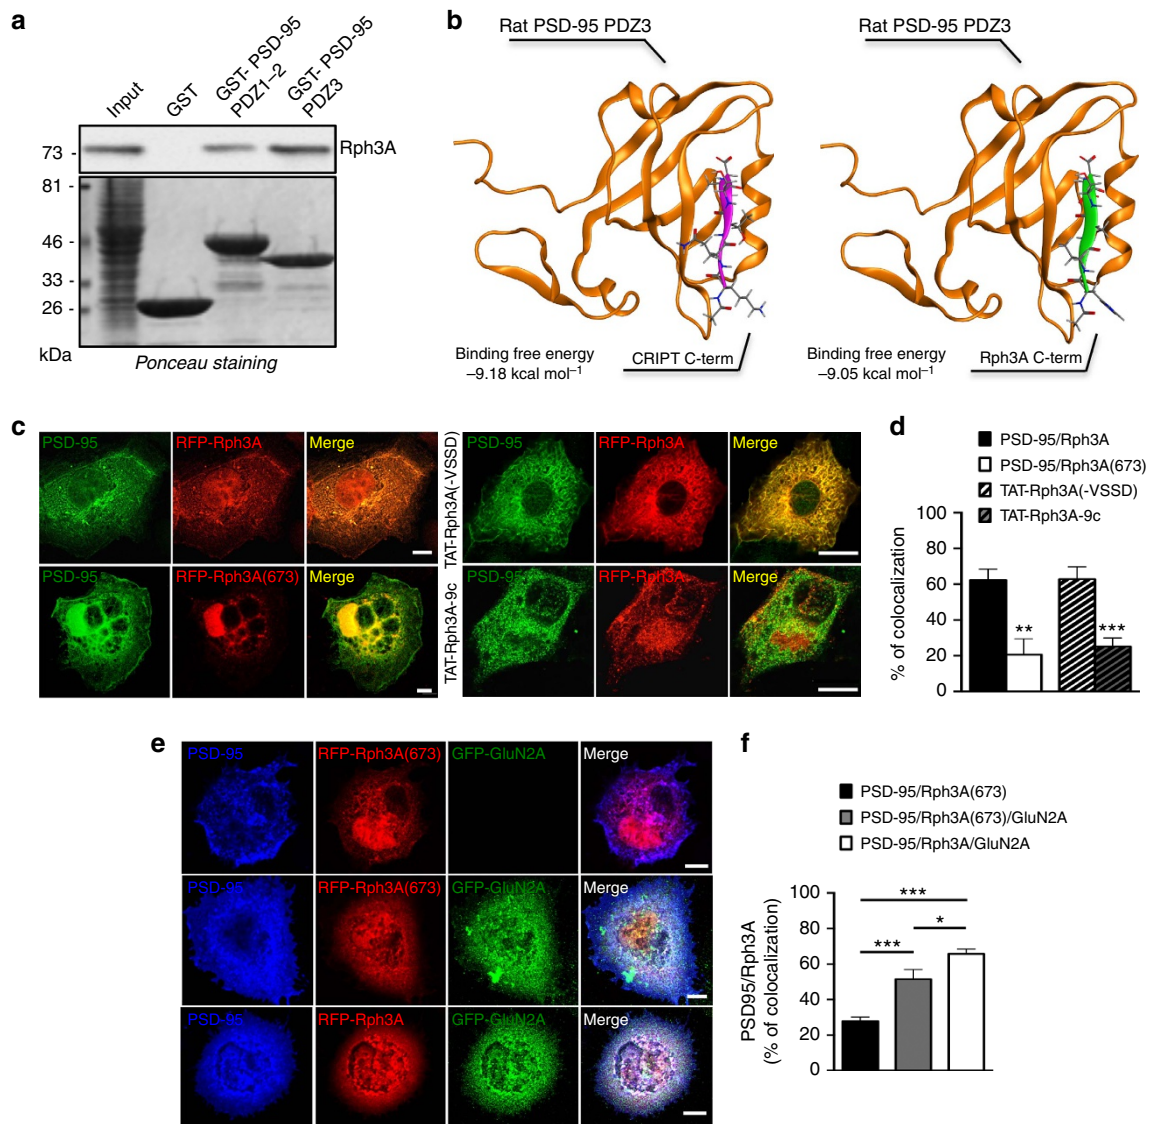 a
Input
GST
GST- PSD-95
PDZ1–2
GST- PSD-95
PDZ3
73 -
Rph3A
81 -
46 -
33 -
26 -
kDa
Ponceau staining
b
Rat PSD-95 PDZ3
Rat PSD-95 PDZ3
Binding free energy
–9.18 kcal mol⁻¹
CRIPT C-term
Binding free energy
–9.05 kcal mol⁻¹
Rph3A C-term
c
PSD-95
RFP-Rph3A
Merge
PSD-95
RFP-Rph3A(673)
Merge
TAT-Rph3A(-VSSD)
PSD-95
RFP-Rph3A
Merge
TAT-Rph3A-9c
PSD-95
RFP-Rph3A
Merge
d
PSD-95/Rph3A
PSD-95/Rph3A(673)
TAT-Rph3A(-VSSD)
TAT-Rph3A-9c
% of colocalization
100
80
60
40
20
0
**
***
e
PSD-95
RFP-Rph3A(673)
GFP-GluN2A
Merge
PSD-95
RFP-Rph3A(673)
GFP-GluN2A
Merge
PSD-95
RFP-Rph3A
GFP-GluN2A
Merge
f
PSD-95/Rph3A(673)
PSD-95/Rph3A(673)/GluN2A
PSD-95/Rph3A/GluN2A
PSD95/Rph3A
(% of colocalization)
100
80
60
40
20
0
***
*
***